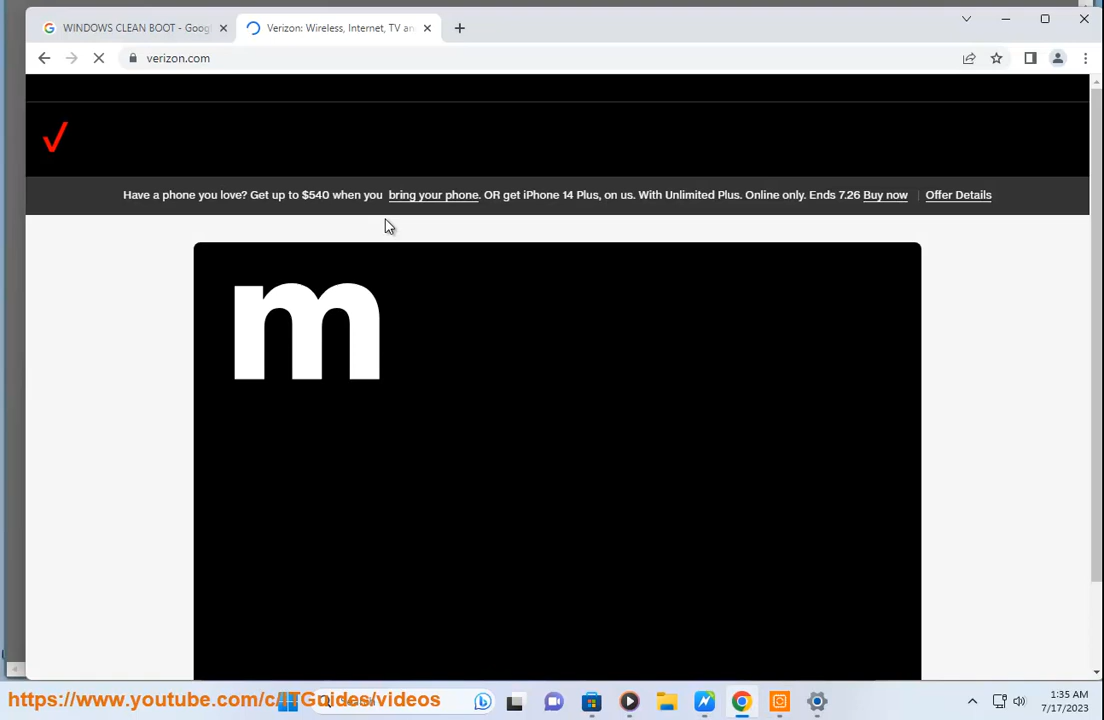 WINDOWS CLEAN BOOT - Goog
Verizon: Wireless, Internet, TV an
verizon.com
Have a phone you love? Get up to $540 when you bring your phone. OR get iPhone 14 Plus, on us. With Unlimited Plus. Online only. Ends 7.26 Buy now | Offer Details
m
https://www.youtube.com/c/ITGuides/videos
1:35 AM
7/17/2023